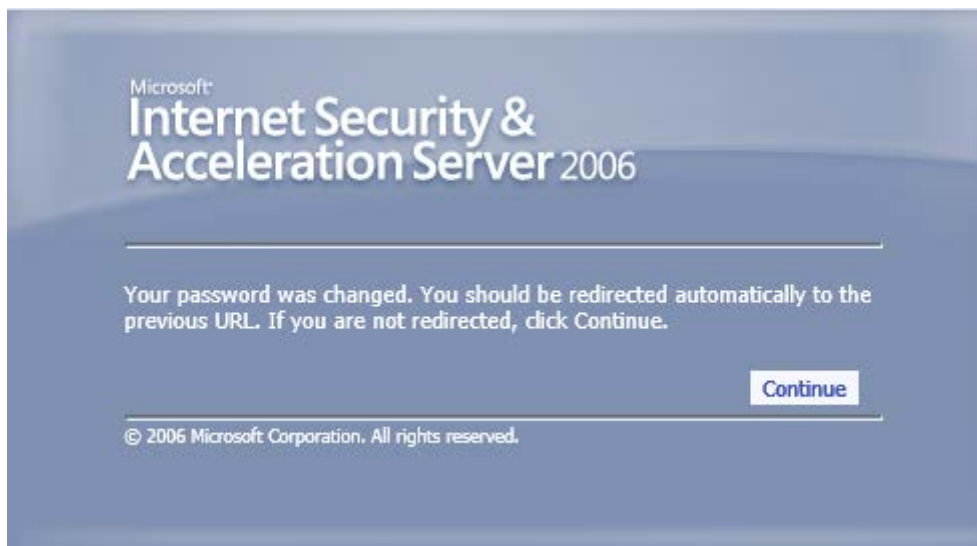 Microsoft®
Internet Security &
Acceleration Server 2006
Your password was changed. You should be redirected automatically to the
previous URL. If you are not redirected, click Continue.
Continue
© 2006 Microsoft Corporation. All rights reserved.